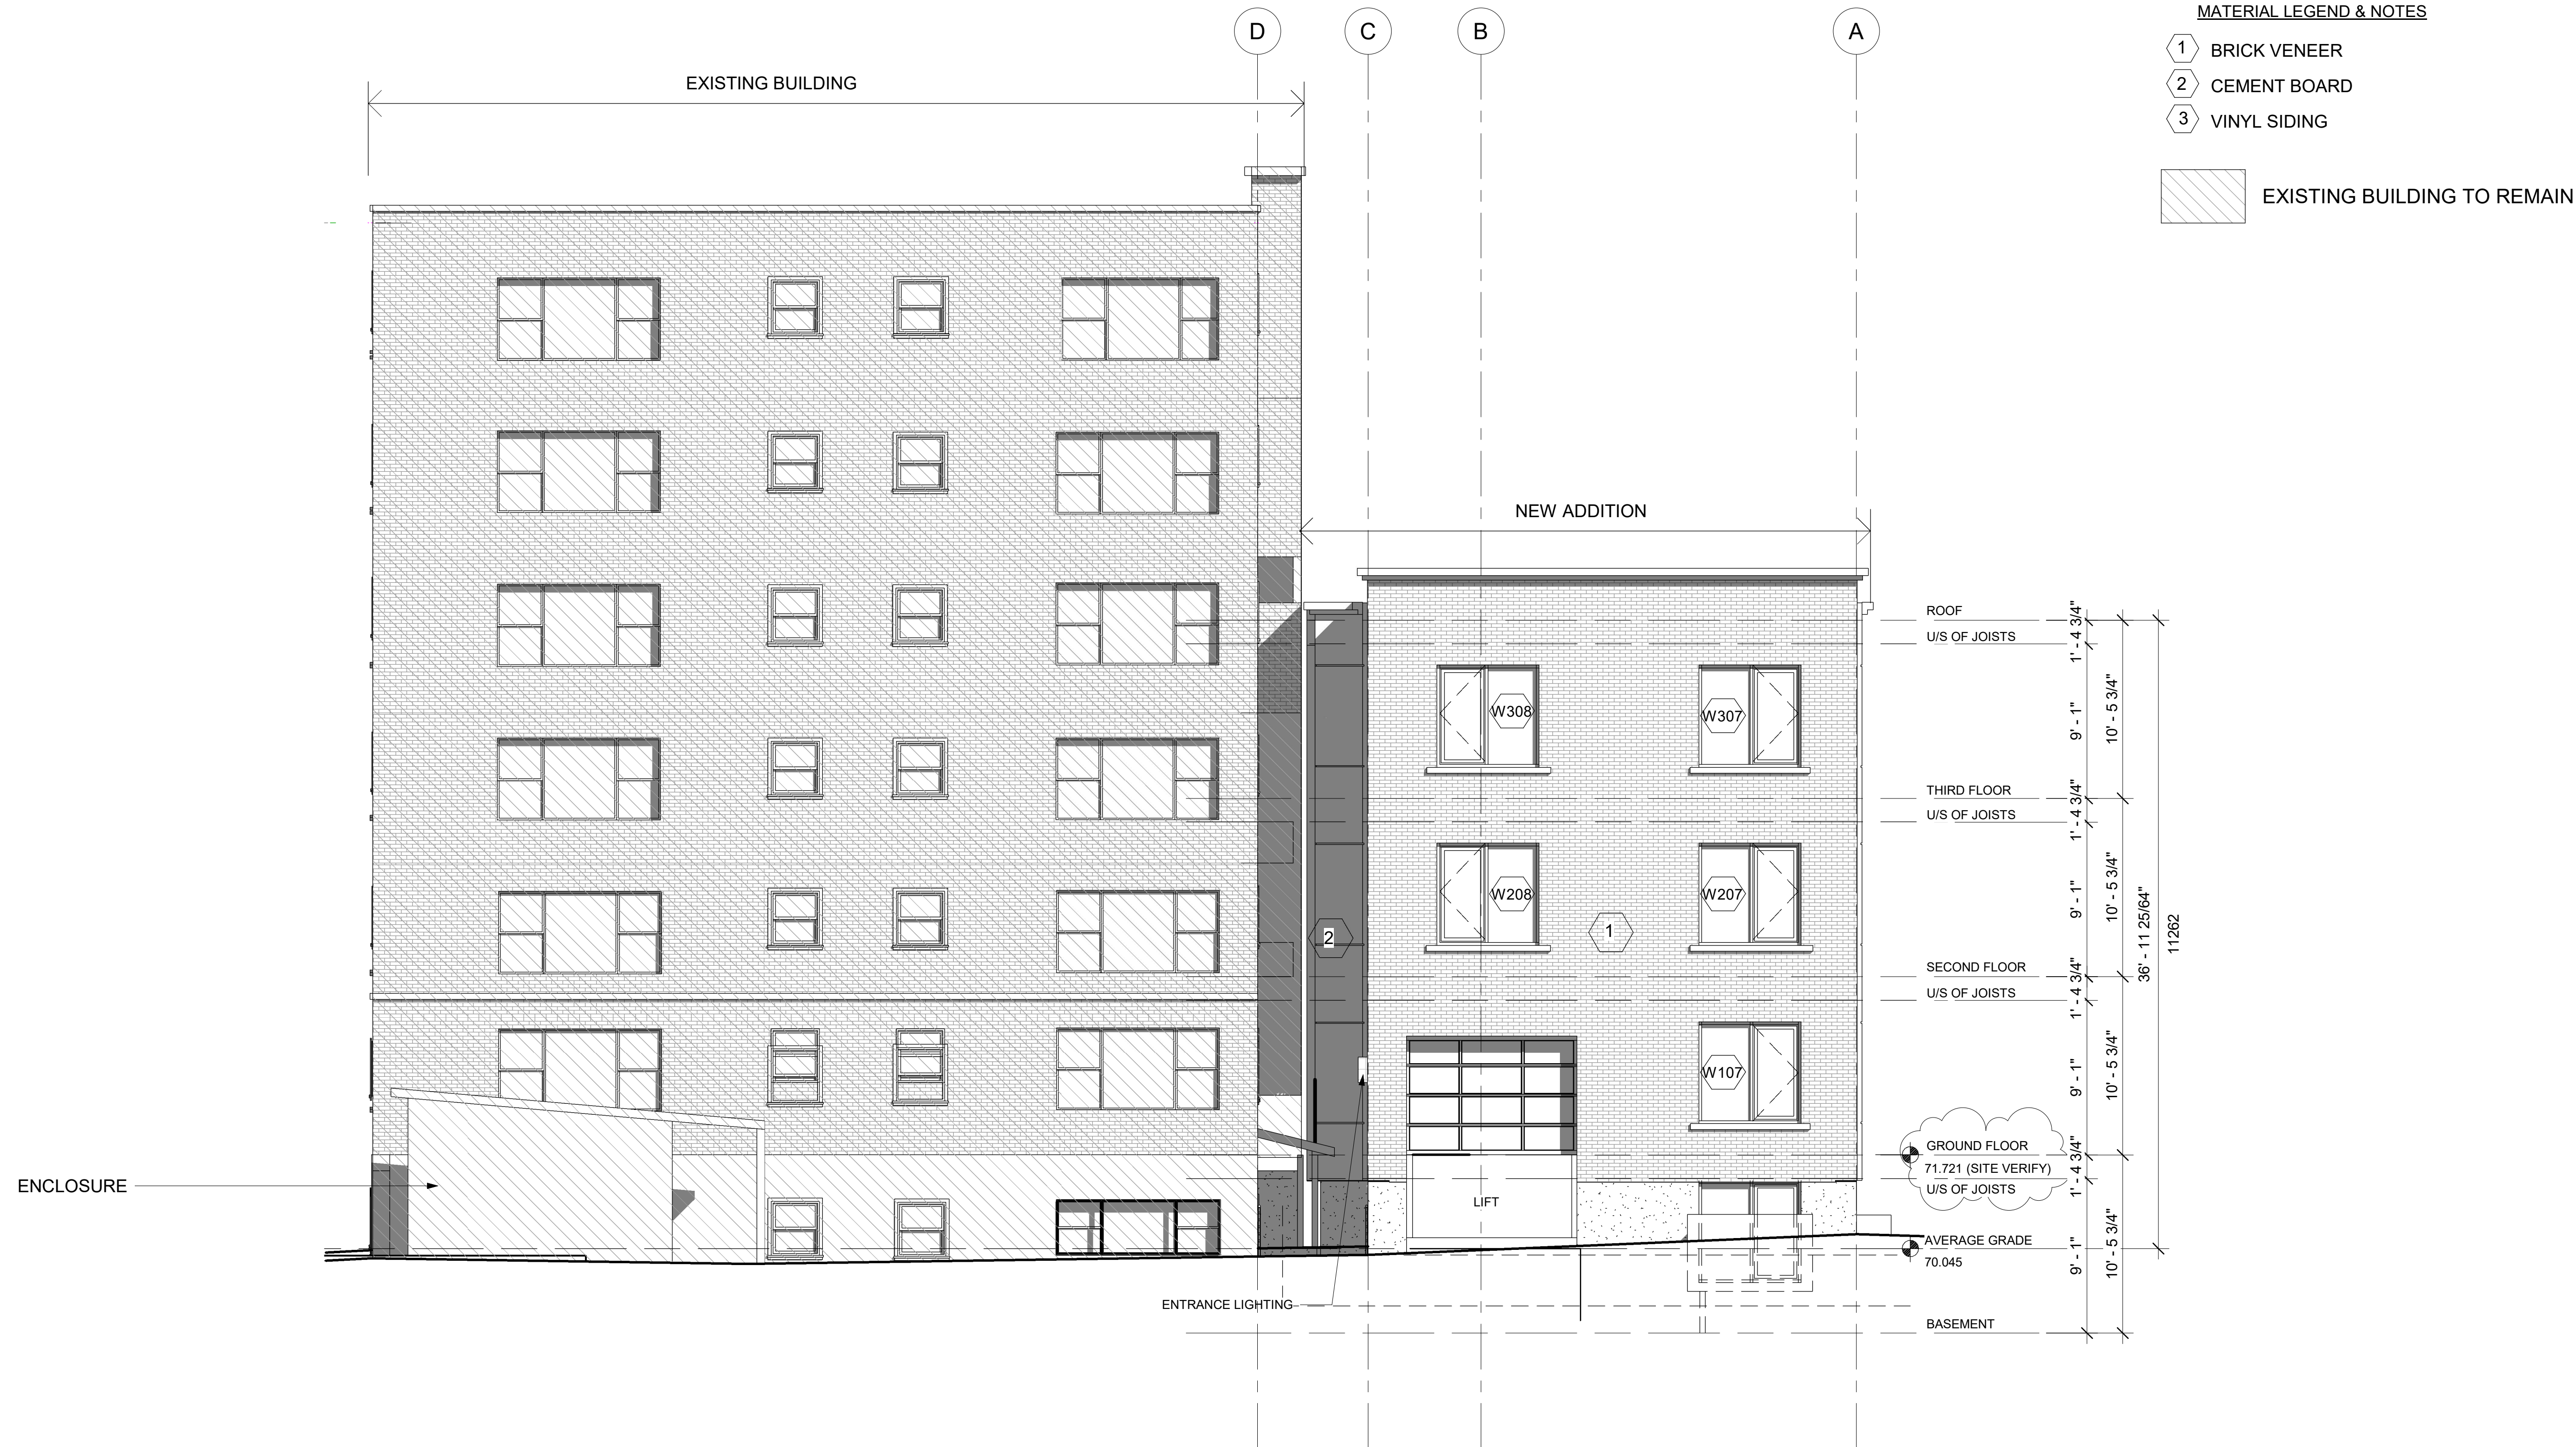 MATERIAL LEGEND & NOTES
1 BRICK VENEER
2 CEMENT BOARD
3 VINYL SIDING
EXISTING BUILDING TO REMAIN
D
C
B
A
EXISTING BUILDING
NEW ADDITION
ROOF
U/S OF JOISTS
THIRD FLOOR
U/S OF JOISTS
SECOND FLOOR
U/S OF JOISTS
GROUND FLOOR
71.721 (SITE VERIFY)
U/S OF JOISTS
AVERAGE GRADE
70.045
BASEMENT
1' - 4 3/4"
9' - 1"
1' - 4 3/4"
9' - 1"
1' - 4 3/4"
9' - 1"
1' - 4 3/4"
9' - 1"
10' - 5 3/4"
10' - 5 3/4"
10' - 5 3/4"
10' - 5 3/4"
36' - 11 25/64"
11262
W308
W307
W208
W207
2
1
W107
LIFT
ENCLOSURE
ENTRANCE LIGHTING